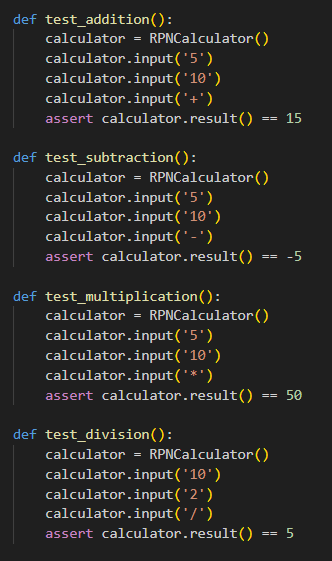 def test_addition():
    calculator = RPNCalculator()
    calculator.input('5')
    calculator.input('10')
    calculator.input('+')
    assert calculator.result() == 15

def test_subtraction():
    calculator = RPNCalculator()
    calculator.input('5')
    calculator.input('10')
    calculator.input('-')
    assert calculator.result() == -5

def test_multiplication():
    calculator = RPNCalculator()
    calculator.input('5')
    calculator.input('10')
    calculator.input('*')
    assert calculator.result() == 50

def test_division():
    calculator = RPNCalculator()
    calculator.input('10')
    calculator.input('2')
    calculator.input('/')
    assert calculator.result() == 5